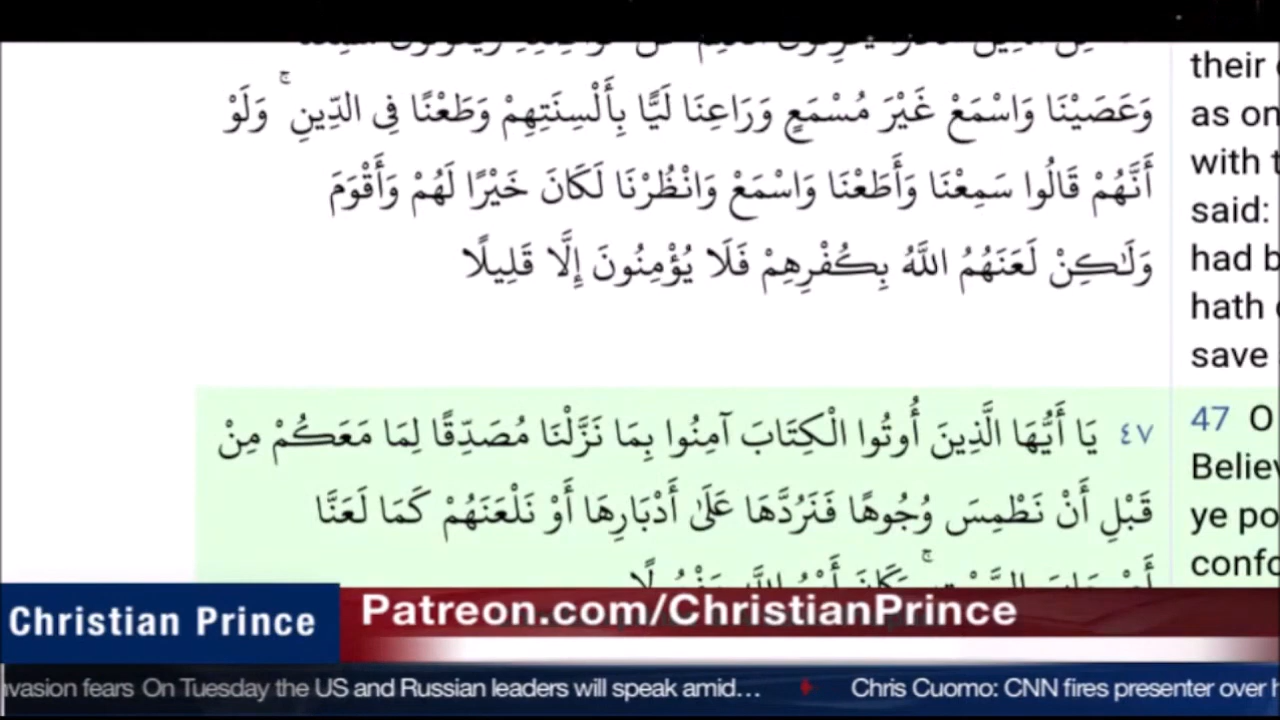 وَعَصَيْنَا وَاسْمَعْ غَيْرَ مُسْمَعٍ وَرَاعِنَا لَيًّا بِأَلْسِنَتِهِمْ وَطَعْنًا فِي الدِّينِ ۚ وَلَوْ
أَنَّهُمْ قَالُوا سَمِعْنَا وَأَطَعْنَا وَاسْمَعْ وَانْظُرْنَا لَكَانَ خَيْرًا لَهُمْ وَأَقْوَمَ
وَلَٰكِنْ لَعَنَهُمُ اللَّهُ بِكُفْرِهِمْ فَلَا يُؤْمِنُونَ إِلَّا قَلِيلًا
٤٧ يَا أَيُّهَا الَّذِينَ أُوتُوا الْكِتَابَ آمِنُوا بِمَا نَزَّلْنَا مُصَدِّقًا لِمَا مَعَكُمْ مِنْ
قَبْلِ أَنْ نَطْمِسَ وُجُوهًا فَنَرُدَّهَا عَلَىٰ أَدْبَارِهَا أَوْ نَلْعَنَهُمْ كَمَا لَعَنَّا
their
as on
with
said:
had b
hath
save
47 O
Believ
ye po
confo
Christian Prince
Patreon.com/ChristianPrince
nvasion fears On Tuesday the US and Russian leaders will speak amid... Chris Cuomo: CNN fires presenter over h